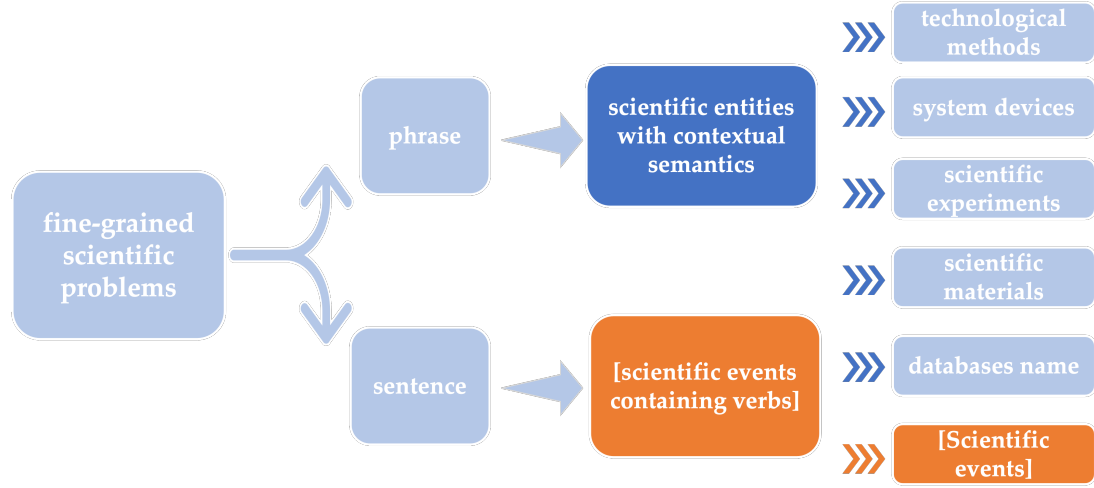 fine-grained
scientific
problems
phrase
sentence
scientific entities
with contextual
semantics
[scientific events
containing verbs]
technological
methods
system devices
scientific
experiments
scientific
materials
databases name
[Scientific
events]